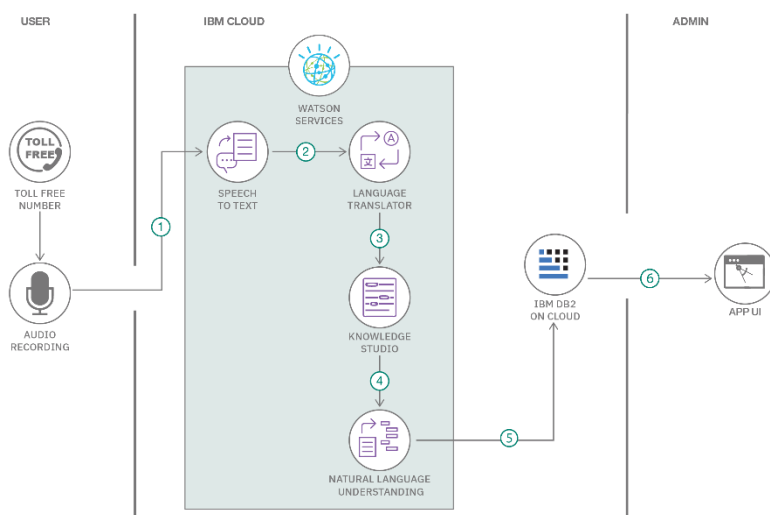 USER
IBM CLOUD
ADMIN
WATSON
SERVICES
TOLL
FREE
TOLL FREE
NUMBER
1
SPEECH
TO TEXT
2
A
文
LANGUAGE
TRANSLATOR
3
AUDIO
RECORDING
KNOWLEDGE
STUDIO
4
NATURAL LANGUAGE
UNDERSTANDING
5
IBM DB2
ON CLOUD
6
APP UI